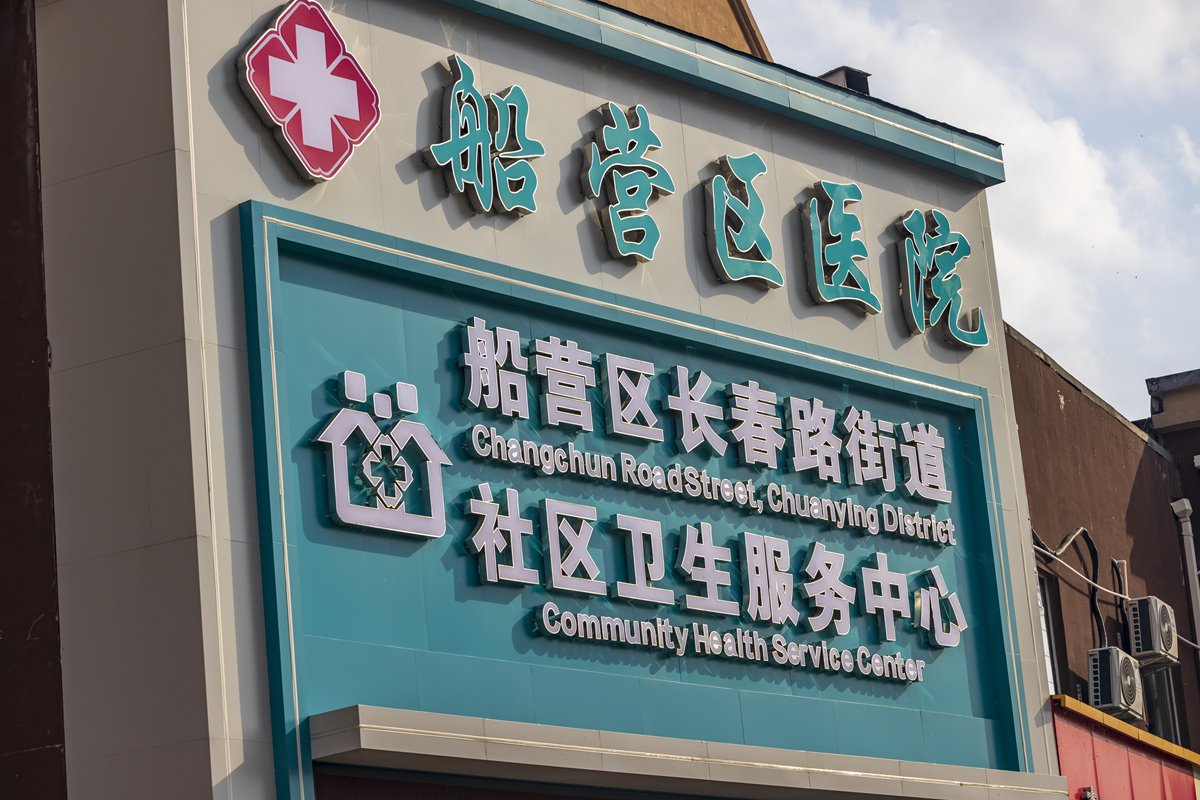 船营区医院
船营区长春路街道
Changchun RoadStreet, Chuanying District
社区卫生服务中心
Community Health Service Center